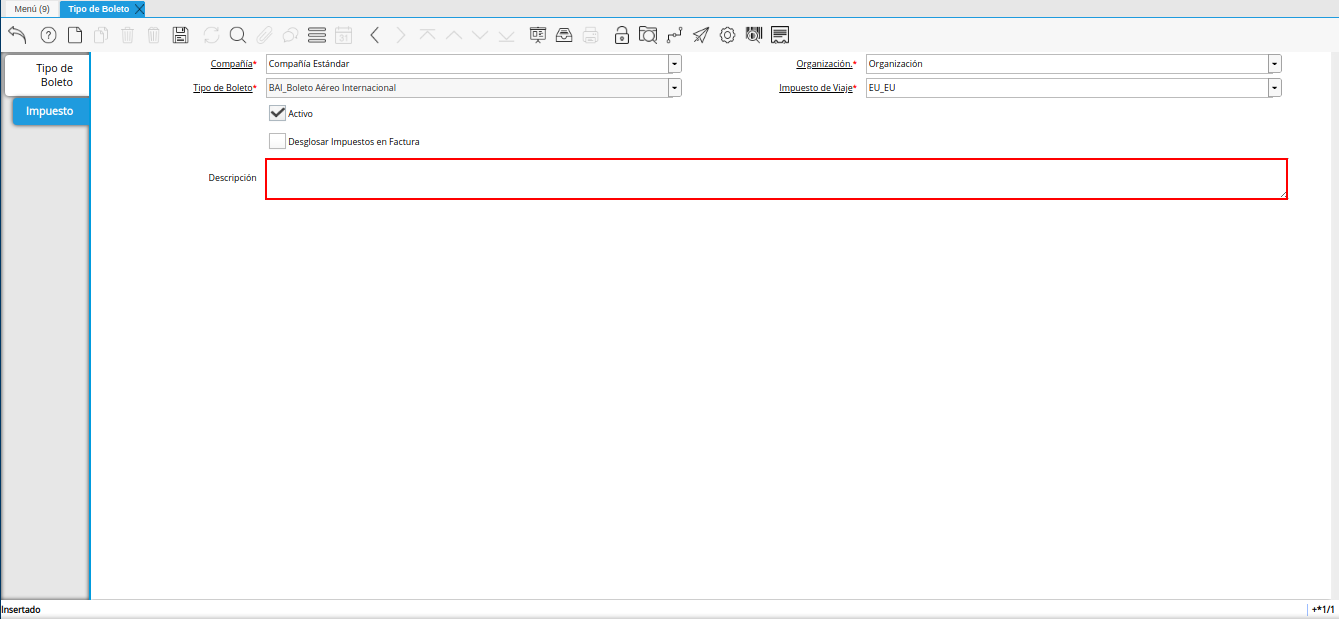 Menú (9) Tipo de Boleto
Tipo de
Boleto
Impuesto
Compañía* Compañía Estándar Organización.* Organización
Tipo de Boleto* BAI_Boleto Aéreo Internacional Impuesto de Viaje* EU_EU
Activo
Desglosar Impuestos en Factura
Descripción
Insertado +*1/1